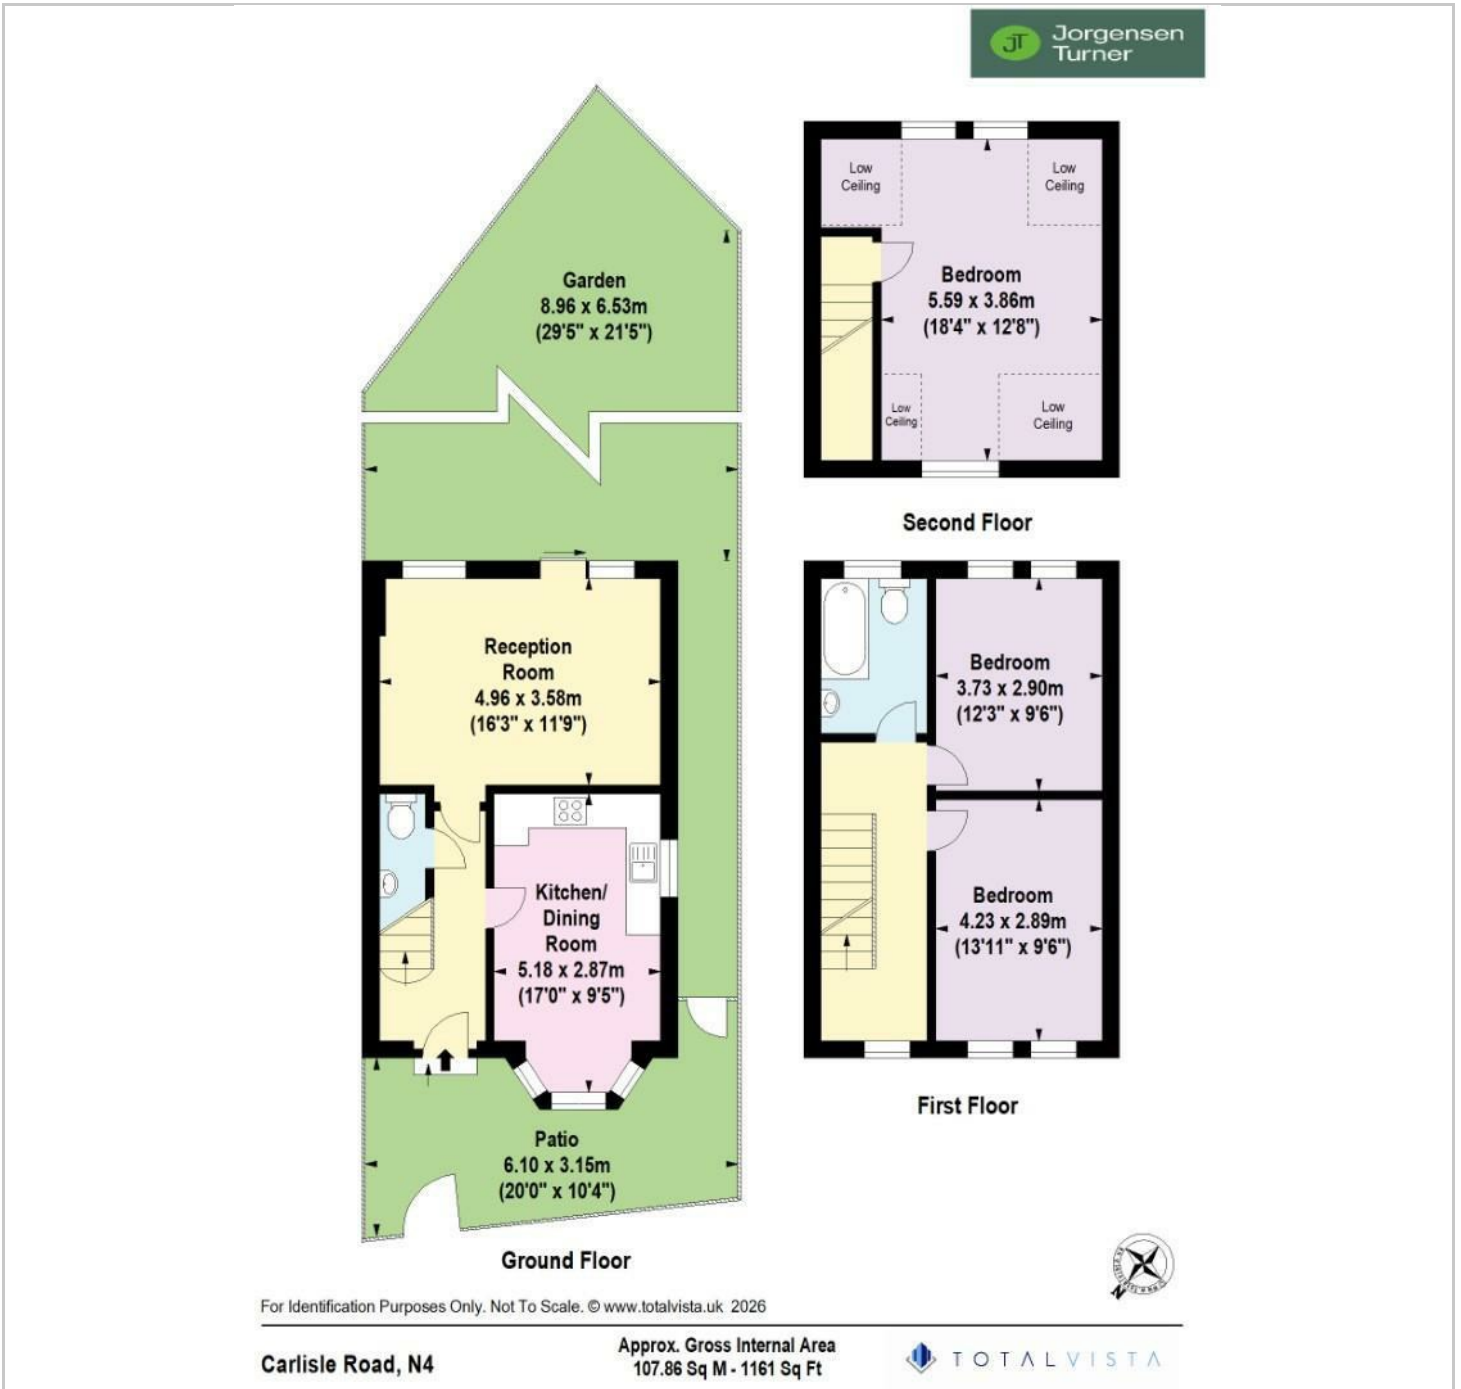 JT
Jorgensen
Turner
Garden
8.96 x 6.53m
(29'5" x 21'5")
Low
Ceiling
Low
Ceiling
Bedroom
5.59 x 3.86m
(18'4" x 12'8")
Low
Ceiling
Low
Ceiling
Second Floor
Reception
Room
4.96 x 3.58m
(16'3" x 11'9")
Kitchen/
Dining
Room
5.18 x 2.87m
(17'0" x 9'5")
Patio
6.10 x 3.15m
(20'0" x 10'4")
Ground Floor
Bedroom
3.73 x 2.90m
(12'3" x 9'6")
Bedroom
4.23 x 2.89m
(13'11" x 9'6")
First Floor
N
For Identification Purposes Only. Not To Scale. © www.totalvista.uk 2026
Carlisle Road, N4
Approx. Gross Internal Area
107.86 Sq M - 1161 Sq Ft
TOTALVISTA